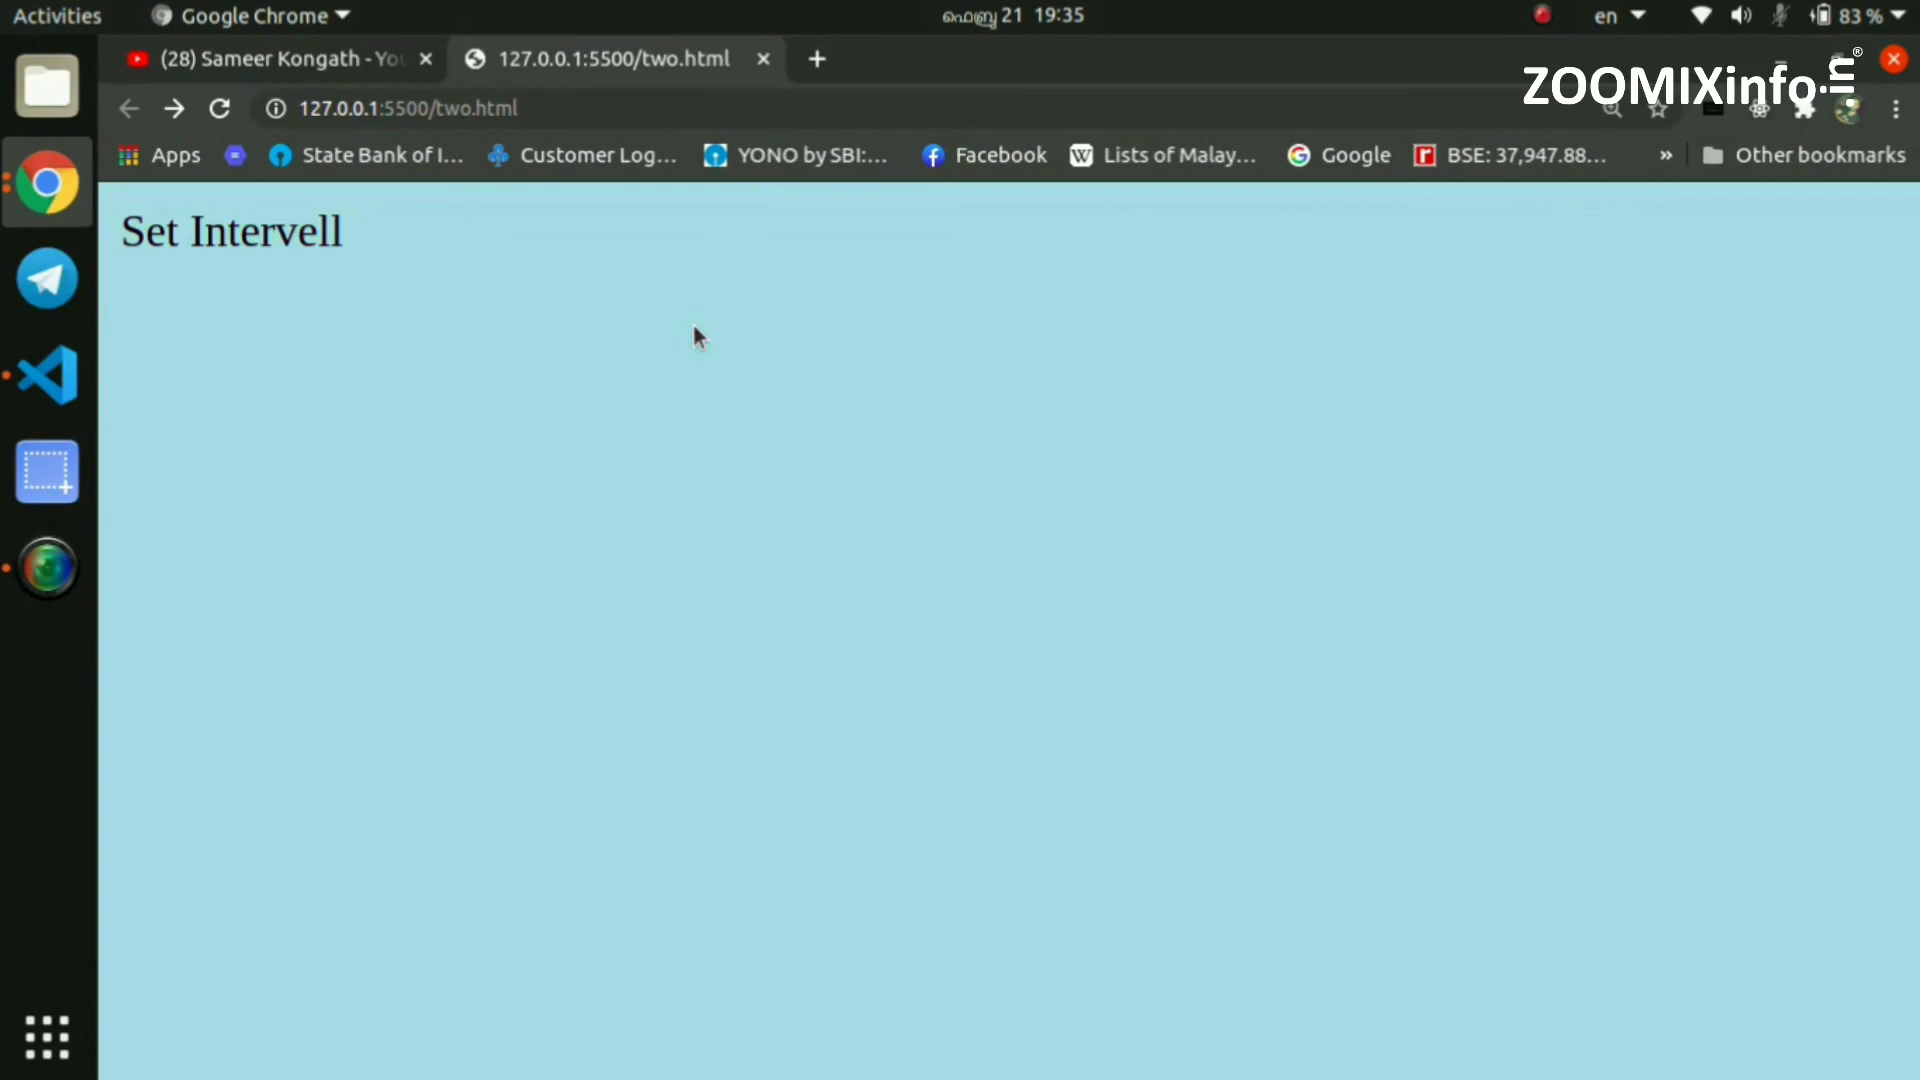 Activities Google Chrome ഫെബ്രു 21 19:35 en 83 %
(28) Sameer Kongath - You 127.0.0.1:5500/two.html
ZOOMIXinfo.in®
127.0.0.1:5500/two.html
Apps State Bank of I... Customer Log... YONO by SBI:... Facebook Lists of Malay... Google BSE: 37,947.88... » Other bookmarks
Set Intervell